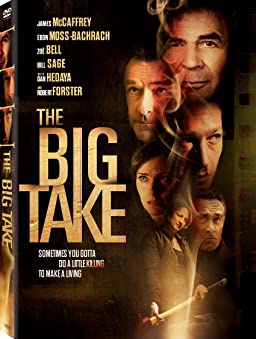 JAMES McCAFFREY
EBON MOSS-BACHRACH
ZOË BELL
BILL SAGE
DAN HEDAYA
ROBERT FORSTER
THE
BIG
TAKE
SOMETIMES YOU GOTTA
DO A LITTLE KILLING
TO MAKE A LIVING
THE BIG TAKE
DVD